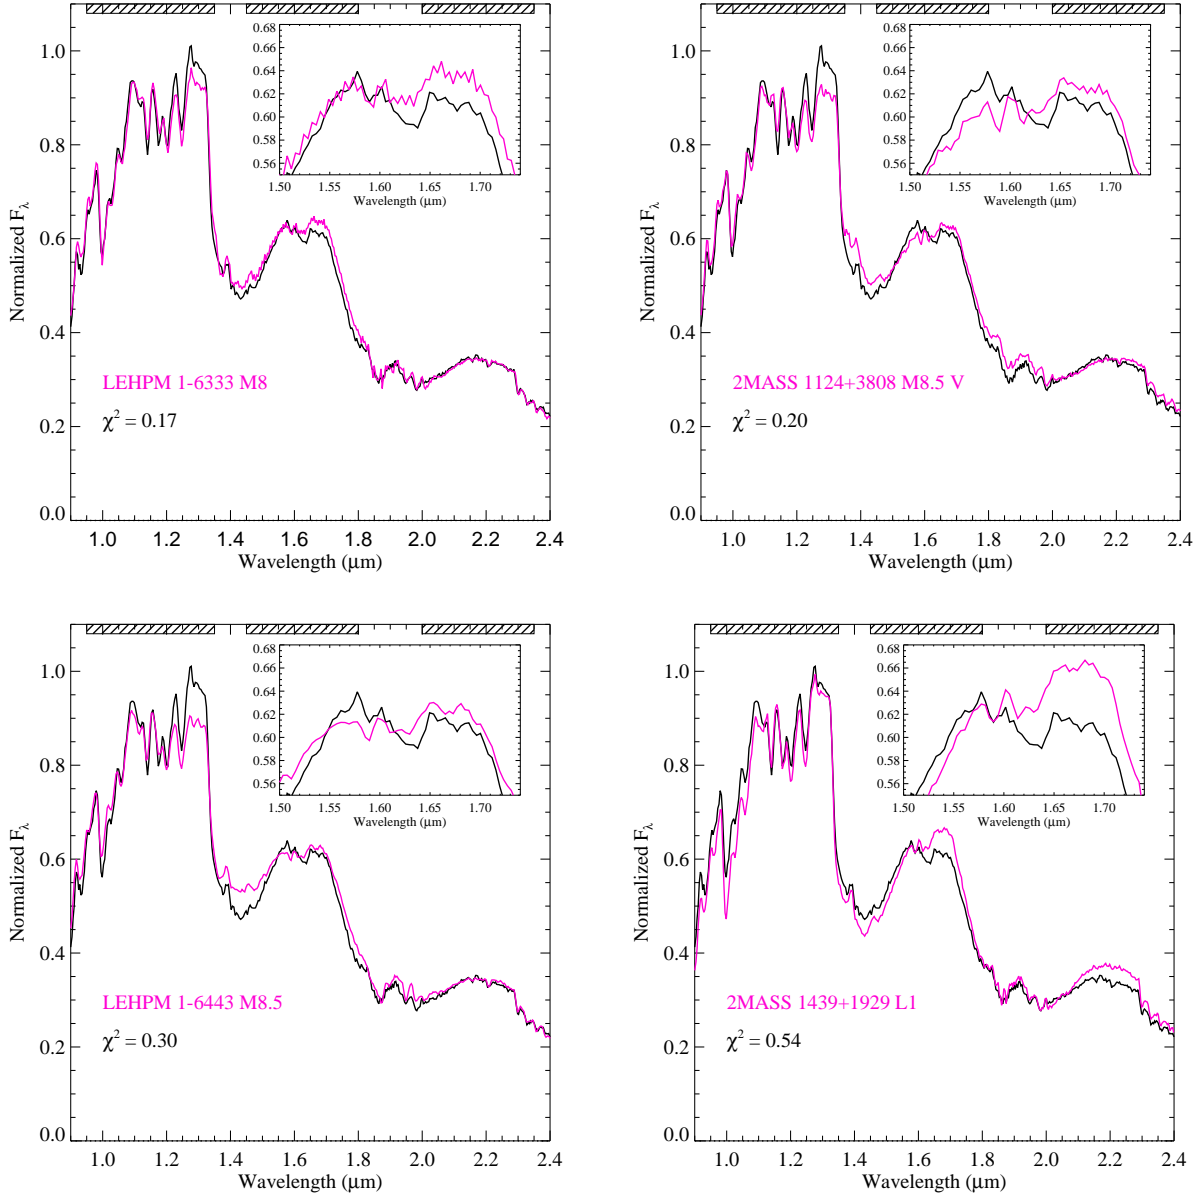 1.0
0.8
0.6
0.4
0.2
0.0
Normalized Fλ
1.0 1.2 1.4 1.6 1.8 2.0 2.2 2.4
Wavelength (μm)
0.68
0.66
0.64
0.62
0.60
0.58
0.56
1.50 1.55 1.60 1.65 1.70
Wavelength (μm)
LEHPM 1-6333 M8
χ² = 0.17
1.0
0.8
0.6
0.4
0.2
0.0
Normalized Fλ
1.0 1.2 1.4 1.6 1.8 2.0 2.2 2.4
Wavelength (μm)
0.68
0.66
0.64
0.62
0.60
0.58
0.56
1.50 1.55 1.60 1.65 1.70
Wavelength (μm)
2MASS 1124+3808 M8.5 V
χ² = 0.20
1.0
0.8
0.6
0.4
0.2
0.0
Normalized Fλ
1.0 1.2 1.4 1.6 1.8 2.0 2.2 2.4
Wavelength (μm)
0.68
0.66
0.64
0.62
0.60
0.58
0.56
1.50 1.55 1.60 1.65 1.70
Wavelength (μm)
LEHPM 1-6443 M8.5
χ² = 0.30
1.0
0.8
0.6
0.4
0.2
0.0
Normalized Fλ
1.0 1.2 1.4 1.6 1.8 2.0 2.2 2.4
Wavelength (μm)
0.68
0.66
0.64
0.62
0.60
0.58
0.56
1.50 1.55 1.60 1.65 1.70
Wavelength (μm)
2MASS 1439+1929 L1
χ² = 0.54